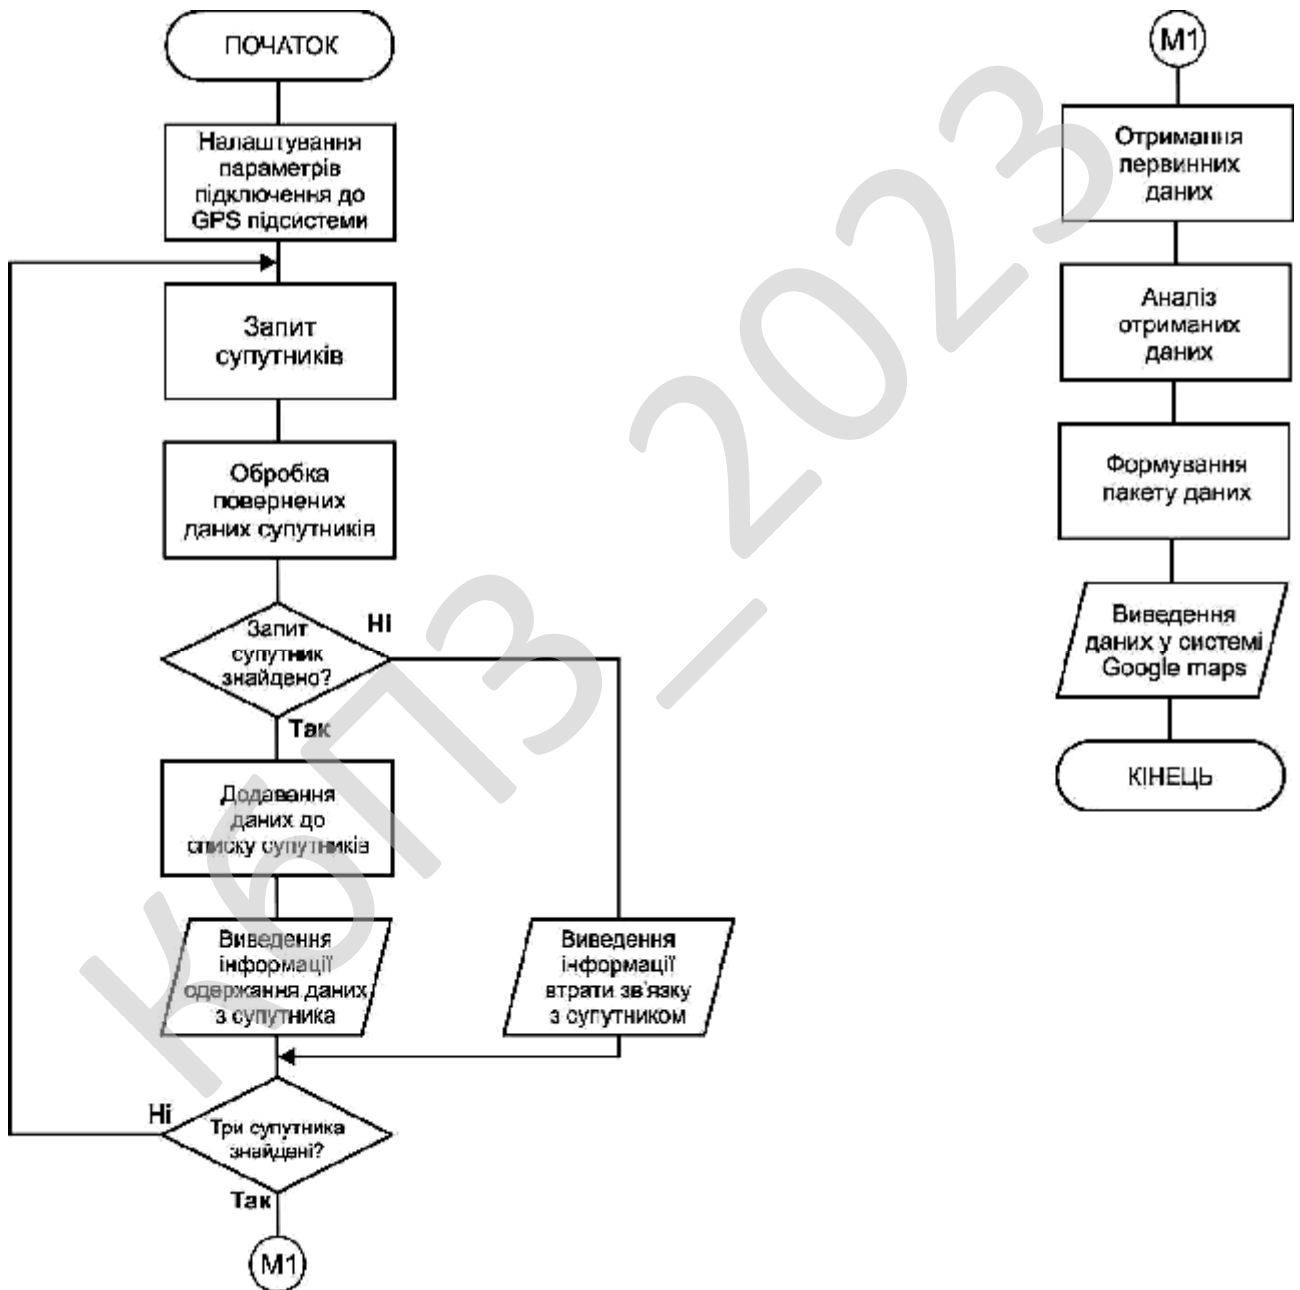 ПОЧАТОК
Налаштування
параметрів
підключення до
GPS підсистеми
Запит
супутників
Обробка
повернених
даних супутників
Запит
супутник
знайдено?
Ні
Так
Додавання
даних до
списку супутників
Виведення
інформації
одержання даних
з супутника
Виведення
інформації
втрати зв'язку
з супутником
Три супутника
знайдені?
Ні
Так
М1
М1
Отримання
первинних
даних
Аналіз
отриманих
даних
Формування
пакету даних
Виведення
даних у системі
Google maps
КІНЕЦЬ
КбПЗ_2023